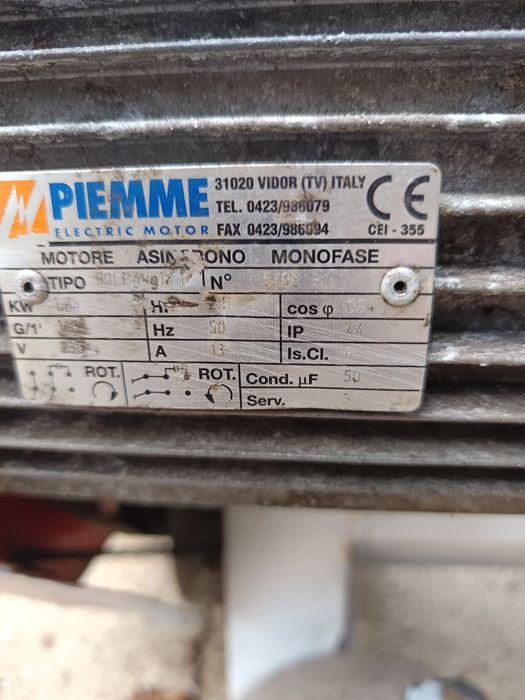 PIEMME
ELECTRIC MOTOR
31020 VIDOR (TV) ITALY
TEL. 0423/986079
FAX 0423/986094
CE
CEI - 355
MOTORE ASINCRONO MONOFASE
TIPO N°
KW cos φ
G/1' Hz 50 IP 44
V A 13 Is.Cl.
ROT. ROT. Cond. µF 50
Serv.